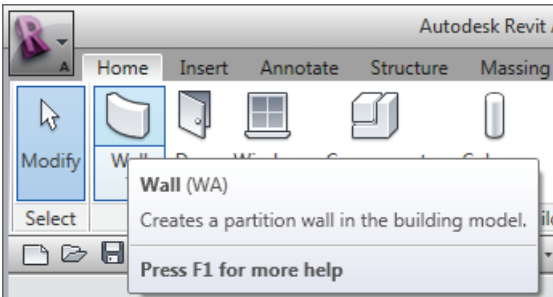 Autodesk Revit
A
Home Insert Annotate Structure Massing
Modify
Wall (WA)
Creates a partition wall in the building model.
Select
Press F1 for more help